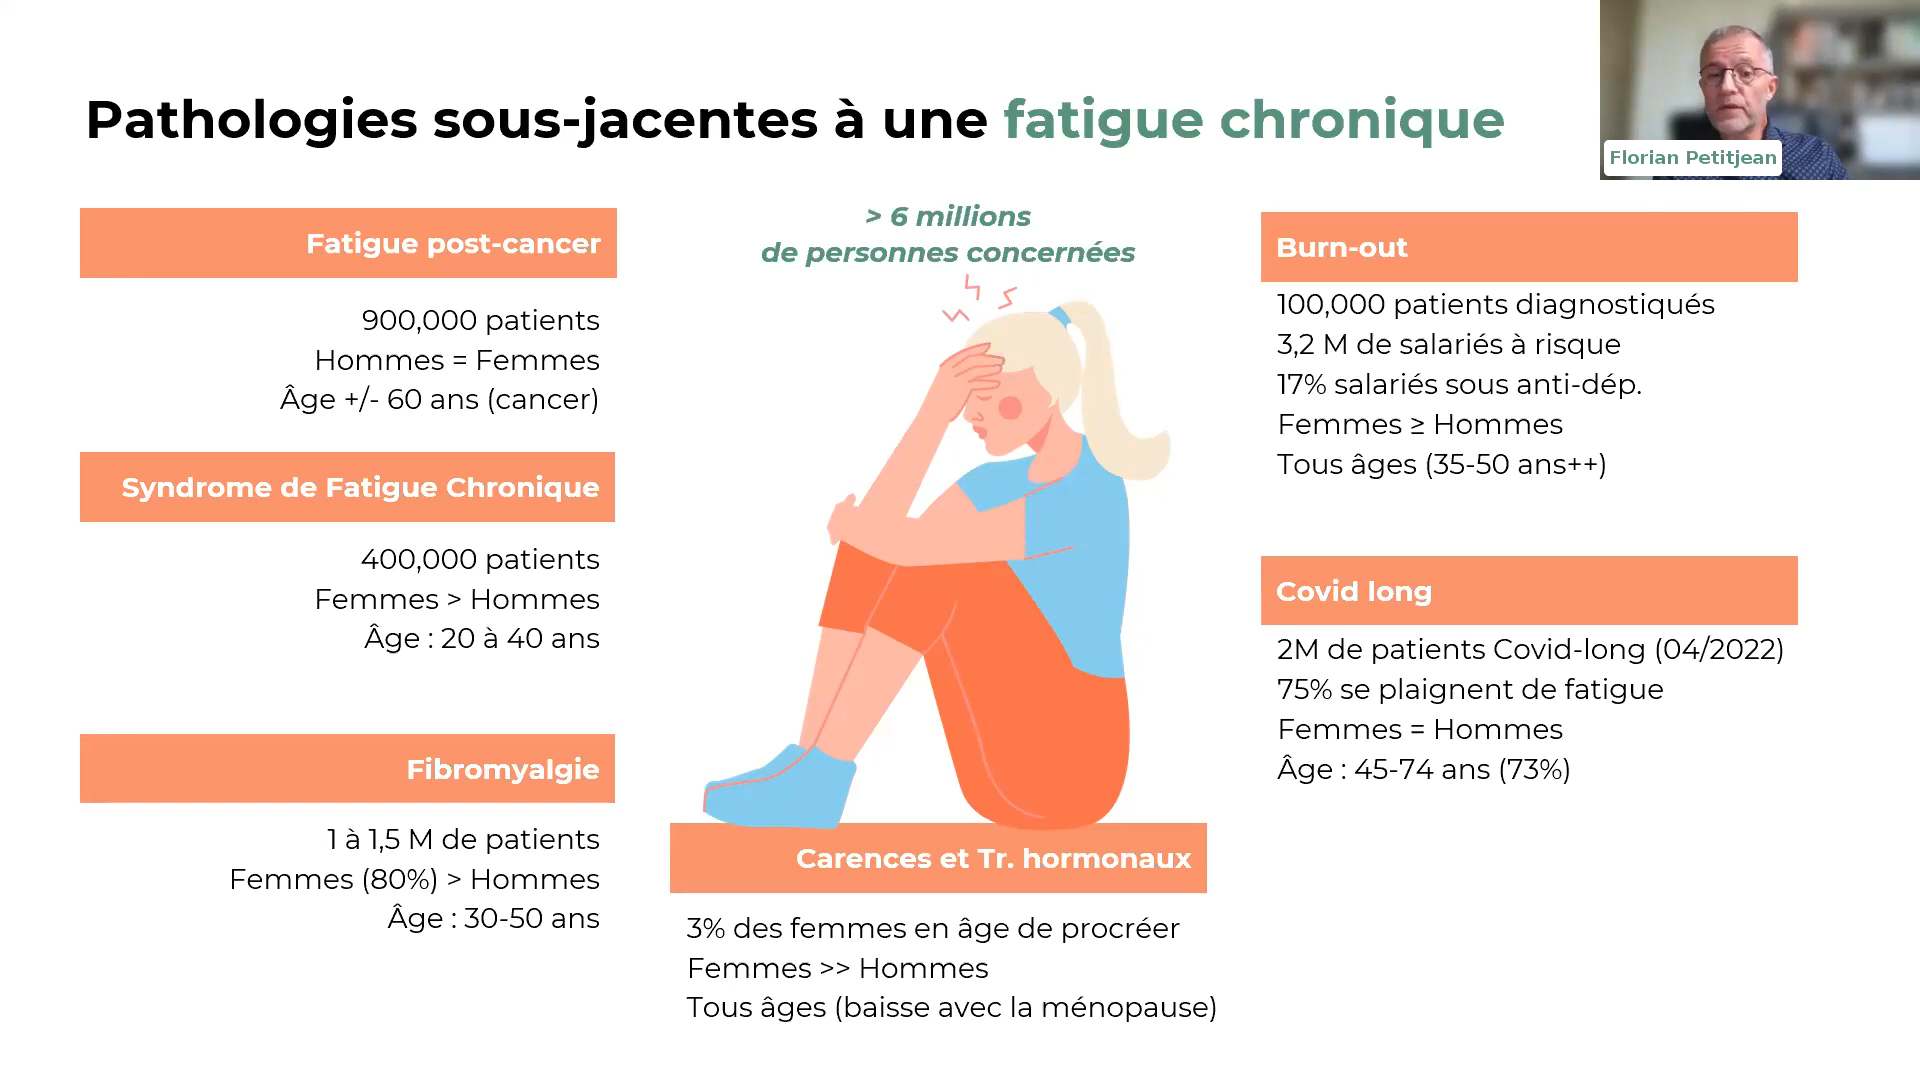 Pathologies sous-jacentes à une fatigue chronique
Florian Petitjean
> 6 millions
de personnes concernées
Fatigue post-cancer
900,000 patients
Hommes = Femmes
Âge +/- 60 ans (cancer)
Syndrome de Fatigue Chronique
400,000 patients
Femmes > Hommes
Âge : 20 à 40 ans
Fibromyalgie
1 à 1,5 M de patients
Femmes (80%) > Hommes
Âge : 30-50 ans
Carences et Tr. hormonaux
3% des femmes en âge de procréer
Femmes >> Hommes
Tous âges (baisse avec la ménopause)
Burn-out
100,000 patients diagnostiqués
3,2 M de salariés à risque
17% salariés sous anti-dép.
Femmes ≥ Hommes
Tous âges (35-50 ans++)
Covid long
2M de patients Covid-long (04/2022)
75% se plaignent de fatigue
Femmes = Hommes
Âge : 45-74 ans (73%)